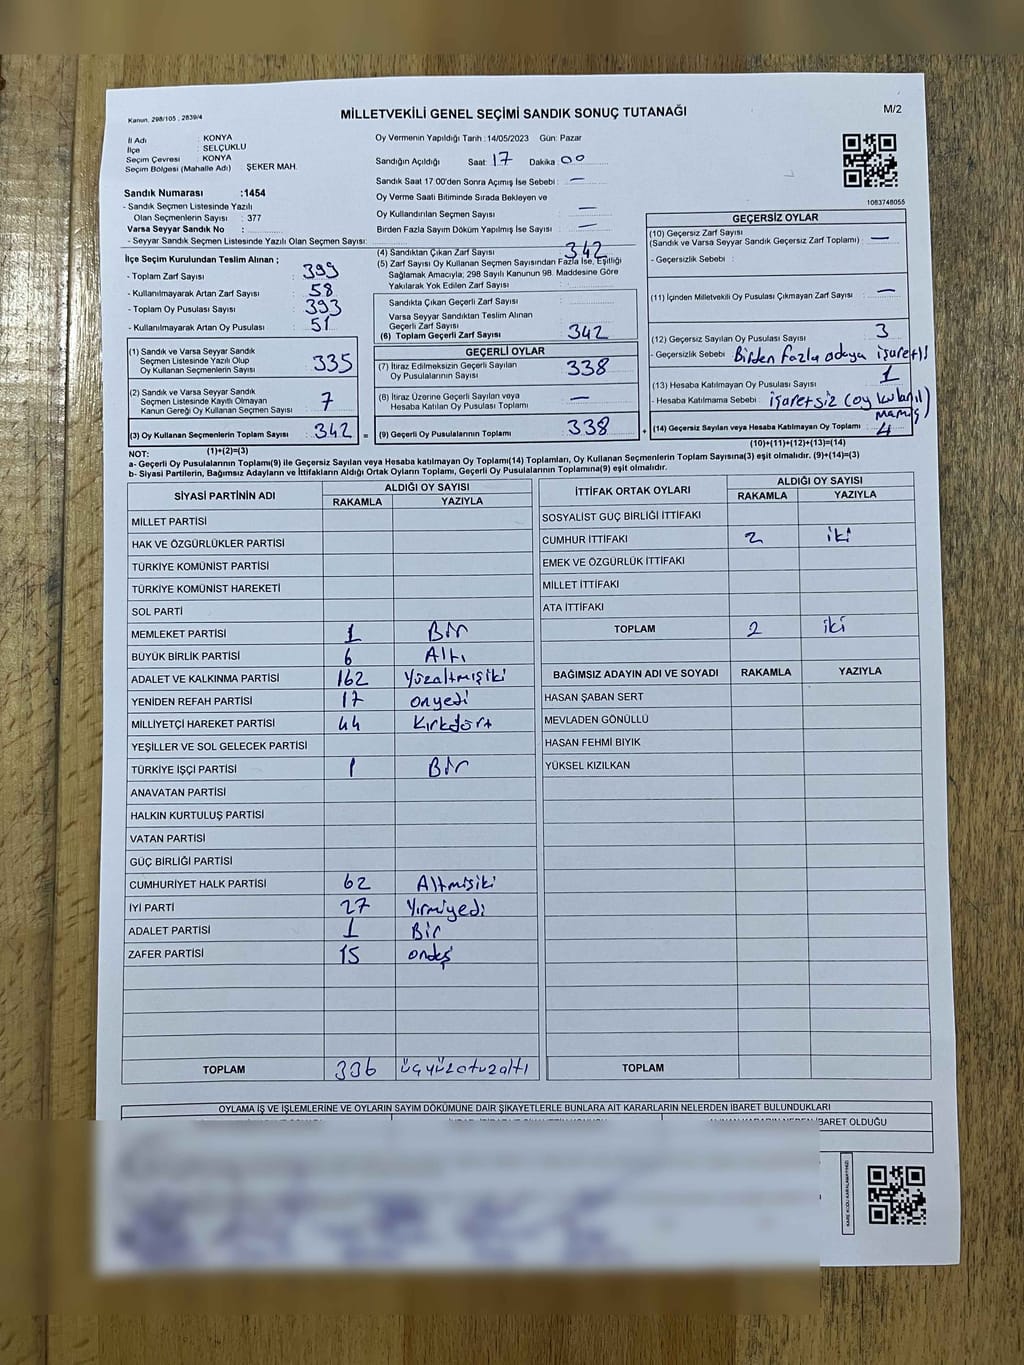 Kanun, 298/105 , 2839/4
MİLLETVEKİLİ GENEL SEÇİMİ SANDIK SONUÇ TUTANAĞI
M/2
İl Adı : KONYA
İlçe : SELÇUKLU
Seçim Çevresi : KONYA
Seçim Bölgesi (Mahalle Adı) ŞEKER MAH.
Sandık Numarası :1454
- Sandık Seçmen Listesinde Yazılı
Olan Seçmenlerin Sayısı : 377
Varsa Seyyar Sandık No :
- Seyyar Sandık Seçmen Listesinde Yazılı Olan Seçmen Sayısı:
Oy Vermenin Yapıldığı Tarih :14/05/2023 Gün: Pazar
Sandığın Açıldığı Saat: 17 Dakika: 00
Sandık Saat 17 00'den Sonra Açımış İse Sebebi : —
Oy Verme Saati Bitiminde Sırada Bekleyen ve
Oy Kullandırılan Seçmen Sayısı —
Birden Fazla Sayım Döküm Yapılmış İse Sayısı : —
1083748055
İlçe Seçim Kurulundan Teslim Alınan ;
- Toplam Zarf Sayısı : 399
- Kullanılmayarak Artan Zarf Sayısı : 58
- Toplam Oy Pusulası Sayısı : 393
- Kullanılmayarak Artan Oy Pusulası : 51
(1) Sandık ve Varsa Seyyar Sandık
Seçmen Listesinde Yazılı Olup
Oy Kullanan Seçmenlerin Sayısı : 335
(2) Sandık ve Varsa Seyyar Sandık
Seçmen Listesinde Kayıtlı Olmayan
Kanun Gereği Oy Kullanan Seçmen Sayısı : 7
(3) Oy Kullanan Seçmenlerin Toplam Sayısı : 342 =
(1)+(2)=(3)
(4) Sandıktan Çıkan Zarf Sayısı : 342
(5) Zarf Sayısı Oy Kullanan Seçmen Sayısından Fazla İse, Eşitliği
Sağlamak Amacıyla; 298 Sayılı Kanunun 98. Maddesine Göre
Yakılarak Yok Edilen Zarf Sayısı :
Sandıkta Çıkan Geçerli Zarf Sayısı :
Varsa Seyyar Sandıktan Teslim Alınan
Geçerli Zarf Sayısı :
(6) Toplam Geçerli Zarf Sayısı : 342
GEÇERLİ OYLAR
(7) İtiraz Edilmeksizin Geçerli Sayılan
Oy Pusulalarının Sayısı : 338
(8) İtiraz Üzerine Geçerli Sayılan veya
Hesaba Katılan Oy Pusulası Toplamı : —
(9) Geçerli Oy Pusulalarının Toplamı : 338 +
GEÇERSİZ OYLAR
(10) Geçersiz Zarf Sayısı
(Sandık ve Varsa Seyyar Sandık Geçersiz Zarf Toplamı) : —
- Geçersizlik Sebebi :
(11) İçinden Milletvekili Oy Pusulası Çıkmayan Zarf Sayısı : —
(12) Geçersiz Sayılan Oy Pusulası Sayısı : 3
- Geçersizlik Sebebi : Birden fazla adaya işaretli
(13) Hesaba Katılmayan Oy Pusulası Sayısı : 1
- Hesaba Katılmama Sebebi : işaretsiz (oy kulanıl
mamış)
(14) Geçersiz Sayılan veya Hesaba Katılmayan Oy Toplamı : 4
(10)+(11)+(12)+(13)=(14)
NOT:
a- Geçerli Oy Pusulalarının Toplamı(9) ile Geçersiz Sayılan veya Hesaba katılmayan Oy Toplamı(14) Toplamları, Oy Kullanan Seçmenlerin Toplam Sayısına(3) eşit olmalıdır. (9)+(14)=(3)
b- Siyasi Partilerin, Bağımsız Adayların ve İttifakların Aldığı Ortak Oyların Toplamı, Geçerli Oy Pusulalarının Toplamına(9) eşit olmalıdır.
SİYASİ PARTİNİN ADI ALDIĞI OY SAYISI
RAKAMLA YAZIYLA
MİLLET PARTİSİ
HAK VE ÖZGÜRLÜKLER PARTİSİ
TÜRKİYE KOMÜNİST PARTİSİ
TÜRKİYE KOMÜNİST HAREKETİ
SOL PARTİ
MEMLEKET PARTİSİ 1 Bir
BÜYÜK BİRLİK PARTİSİ 6 Altı
ADALET VE KALKINMA PARTİSİ 162 Yüzaltmışiki
YENİDEN REFAH PARTİSİ 17 onyedi
MİLLİYETÇİ HAREKET PARTİSİ 44 Kırkdört
YEŞİLLER VE SOL GELECEK PARTİSİ
TÜRKİYE İŞÇİ PARTİSİ 1 Bir
ANAVATAN PARTİSİ
HALKIN KURTULUŞ PARTİSİ
VATAN PARTİSİ
GÜÇ BİRLİĞİ PARTİSİ
CUMHURİYET HALK PARTİSİ 62 Altmışiki
İYİ PARTİ 27 Yirmiyedi
ADALET PARTİSİ 1 Bir
ZAFER PARTİSİ 15 onbeş
TOPLAM 336 üçyüzotuzaltı
İTTİFAK ORTAK OYLARI ALDIĞI OY SAYISI
RAKAMLA YAZIYLA
SOSYALİST GÜÇ BİRLİĞİ İTTİFAKI
CUMHUR İTTİFAKI 2 iki
EMEK VE ÖZGÜRLÜK İTTİFAKI
MİLLET İTTİFAKI
ATA İTTİFAKI
TOPLAM 2 iki
BAĞIMSIZ ADAYIN ADI VE SOYADI RAKAMLA YAZIYLA
HASAN ŞABAN SERT
MEVLADEN GÖNÜLLÜ
HASAN FEHMİ BIYIK
YÜKSEL KIZILKAN
TOPLAM
OYLAMA İŞ VE İŞLEMLERİNE VE OYLARIN SAYIM DÖKÜMÜNE DAİR ŞİKAYETLERLE BUNLARA AİT KARARLARIN NELERDEN İBARET BULUNDUKLARI
ALINAN KARARIN NEDEN İBARET OLDUĞU